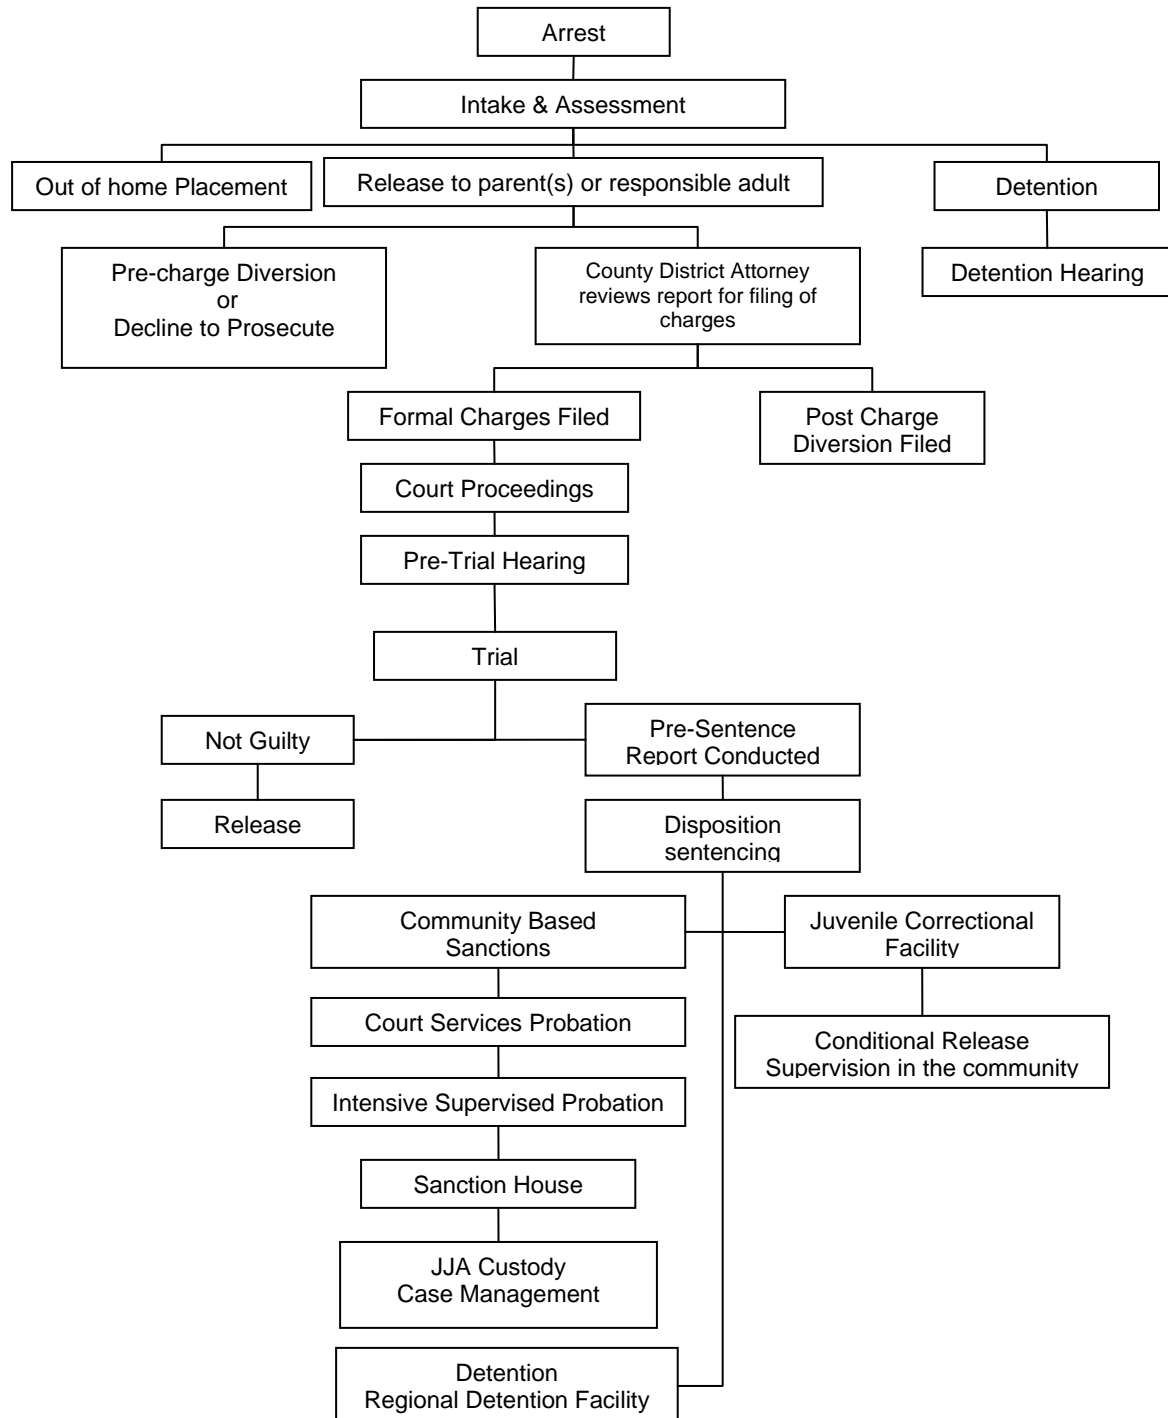 Arrest
Intake & Assessment
Out of home Placement
Release to parent(s) or responsible adult
Detention
Pre-charge Diversion
or
Decline to Prosecute
County District Attorney
reviews report for filing of
charges
Detention Hearing
Formal Charges Filed
Post Charge
Diversion Filed
Court Proceedings
Pre-Trial Hearing
Trial
Not Guilty
Pre-Sentence
Report Conducted
Release
Disposition
sentencing
Community Based
Sanctions
Juvenile Correctional
Facility
Court Services Probation
Conditional Release
Supervision in the community
Intensive Supervised Probation
Sanction House
JJA Custody
Case Management
Detention
Regional Detention Facility